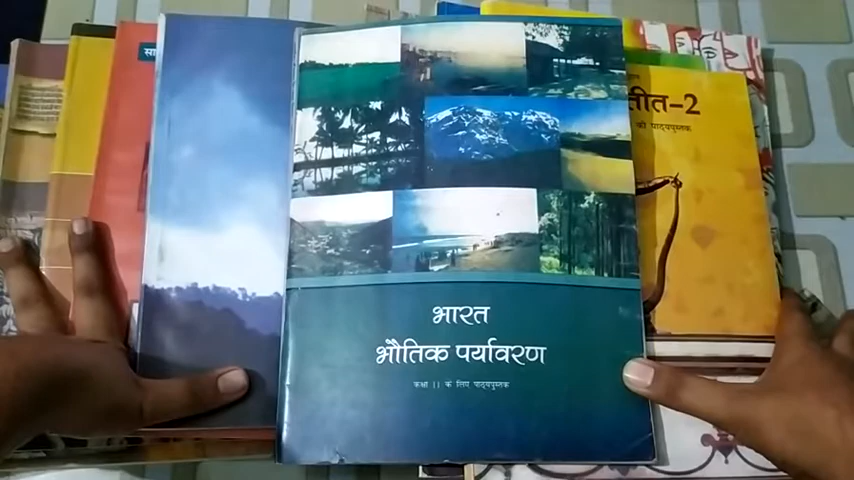 भारत
भौतिक पर्यावरण
कक्षा 11 के लिए पाठ्यपुस्तक
तीत-2
की पाठ्यपुस्तक